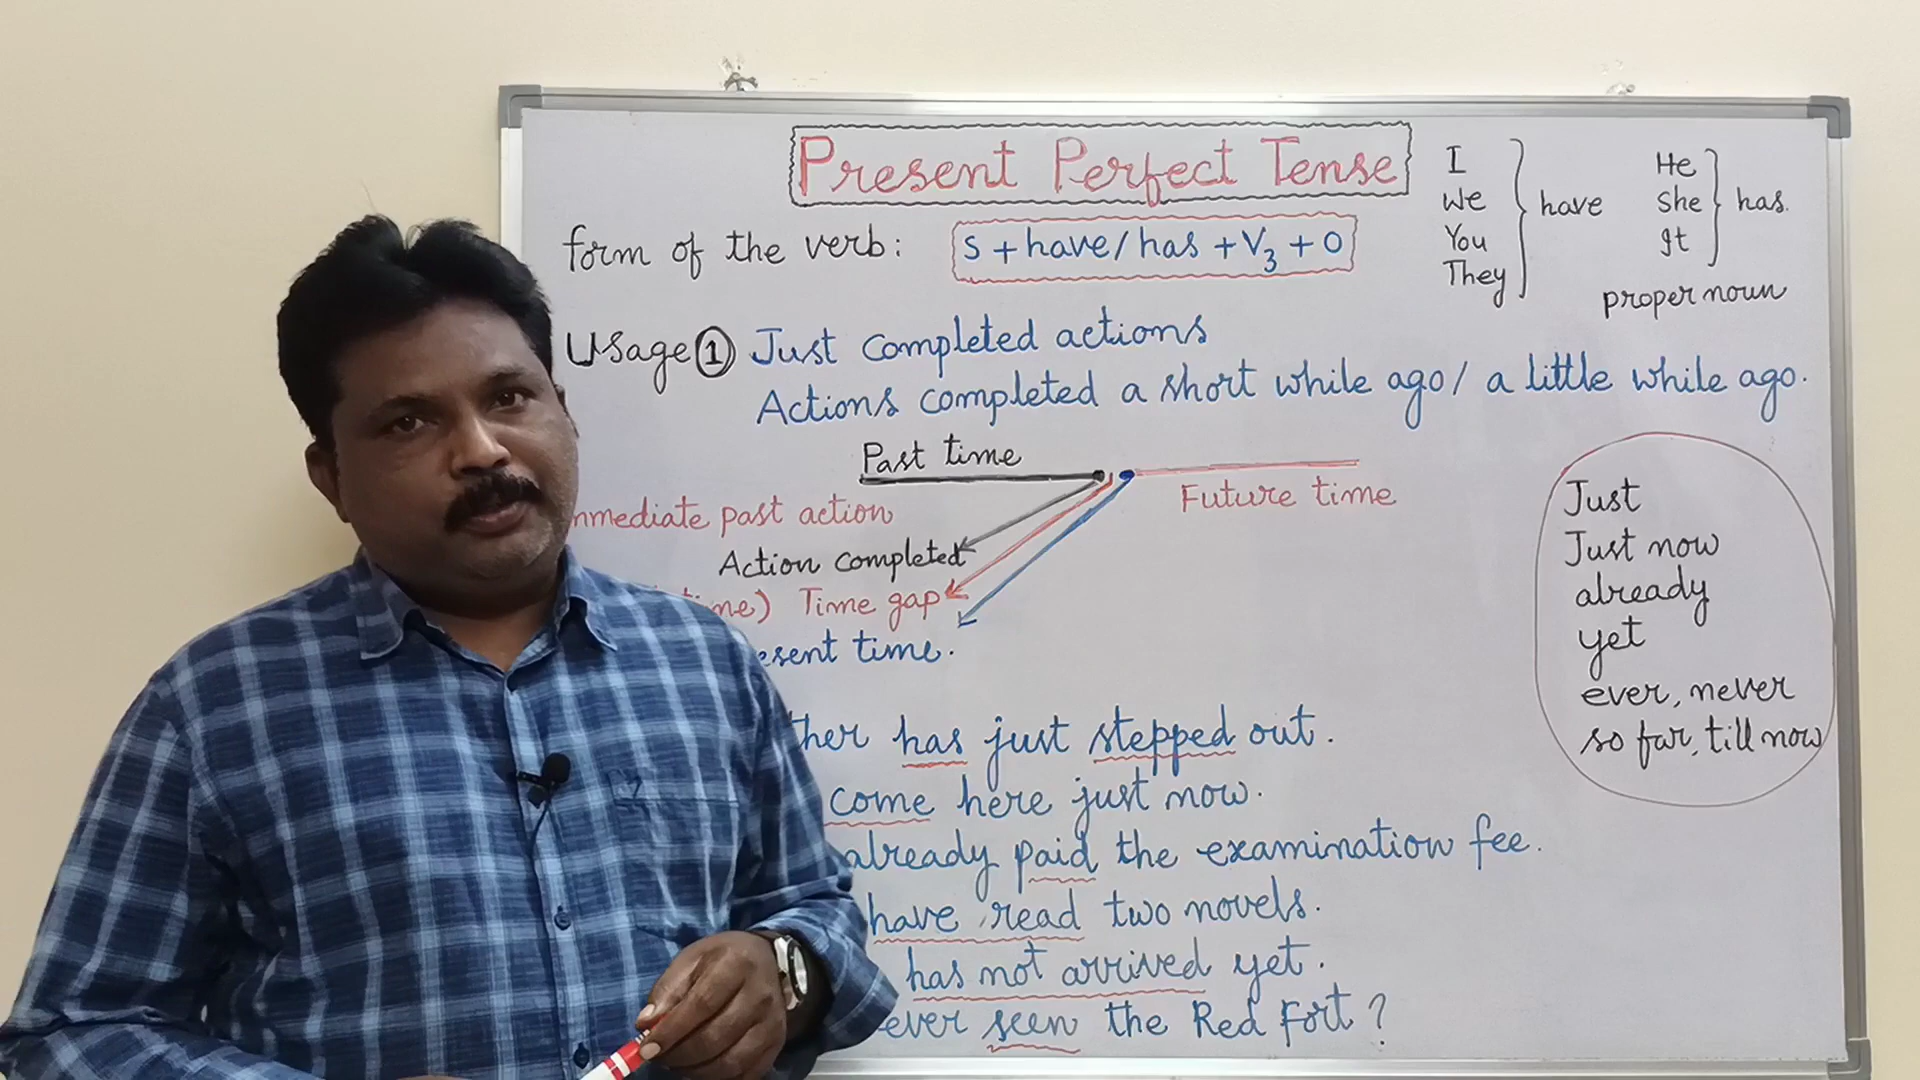 Present Perfect Tense
form of the verb: S + have/has + V3 + O
I
We
You
They
have
He
She
It
has.
proper noun
Usage ① Just completed actions
Actions completed a short while ago/ a little while ago.
Past time
Future time
mmediate past action
Action completed
ime) Time gap
esent time.
ther has just stepped out.
come here just now.
already paid the examination fee.
have read two novels.
has not arrived yet.
ever seen the Red Fort?
Just
Just now
already
yet
ever, never
so far, till now